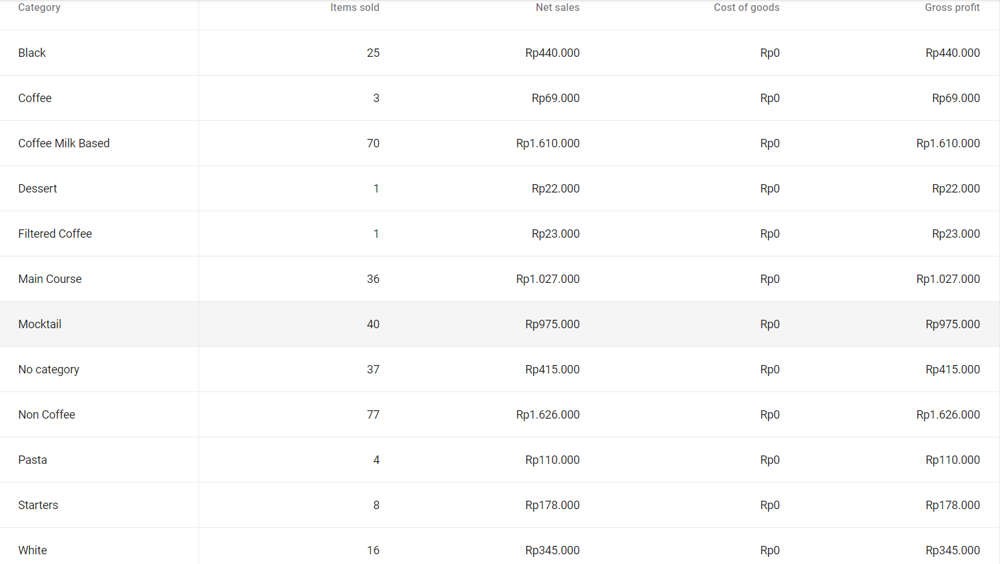 Category Items sold Net sales Cost of goods Gross profit
Black 25 Rp440.000 Rp0 Rp440.000
Coffee 3 Rp69.000 Rp0 Rp69.000
Coffee Milk Based 70 Rp1.610.000 Rp0 Rp1.610.000
Dessert 1 Rp22.000 Rp0 Rp22.000
Filtered Coffee 1 Rp23.000 Rp0 Rp23.000
Main Course 36 Rp1.027.000 Rp0 Rp1.027.000
Mocktail 40 Rp975.000 Rp0 Rp975.000
No category 37 Rp415.000 Rp0 Rp415.000
Non Coffee 77 Rp1.626.000 Rp0 Rp1.626.000
Pasta 4 Rp110.000 Rp0 Rp110.000
Starters 8 Rp178.000 Rp0 Rp178.000
White 16 Rp345.000 Rp0 Rp345.000